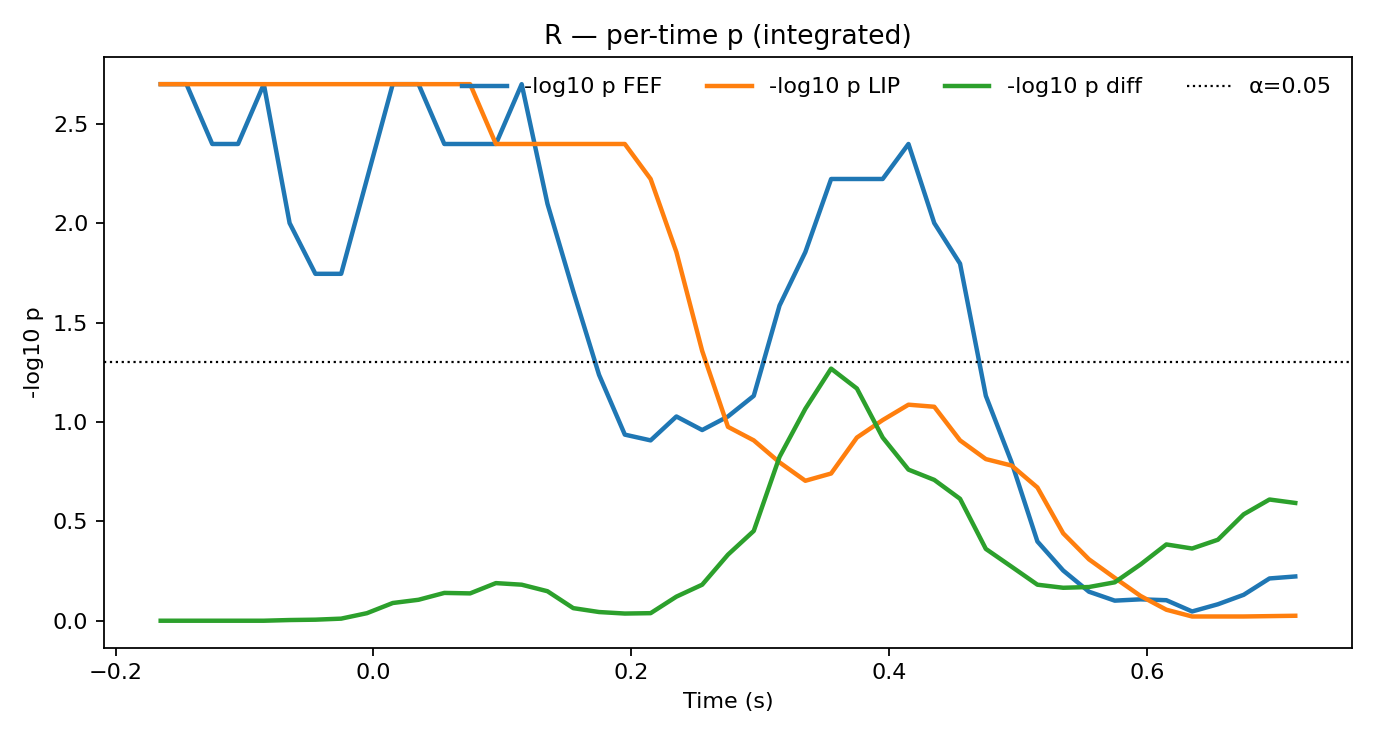 R — per-time p (integrated)
-log10 p FEF
-log10 p LIP
-log10 p diff
α=0.05
-log10 p
2.5
2.0
1.5
1.0
0.5
0.0
−0.2
0.0
0.2
0.4
0.6
Time (s)